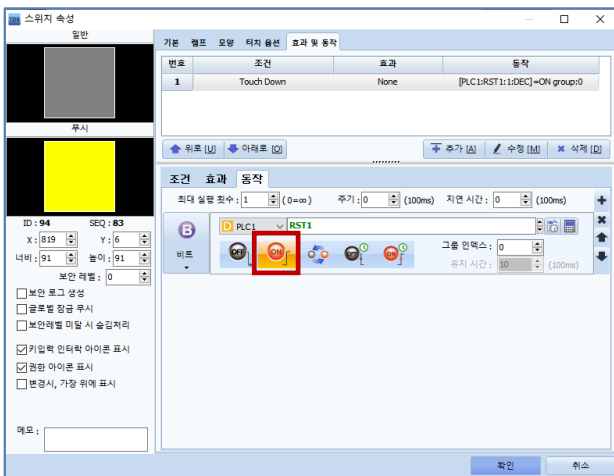 스위치 속성
일반
푸시
ID : 94 SEQ : 83
X : 819 Y : 6
너비 : 91 높이 : 91
보안 레벨 : 0
보안 로그 생성
글로벌 잠금 무시
보안레벨 미달 시 숨김처리
키입력 인터락 아이콘 표시
권한 아이콘 표시
변경시, 가장 위에 표시
메모 :
기본 램프 모양 터치 옵션 효과 및 동작
번호 조건 효과 동작
1 Touch Down None [PLC1:RST1:1:DEC]=ON group:0
위로 [U] 아래로 [O] 추가 [A] 수정 [M] 삭제 [D]
조건 효과 동작
최대 실행 횟수 : 1 (0=∞) 주기 : 0 (100ms) 지연 시간 : 0 (100ms)
B 비트
D PLC1 RST1
OFF ON OFF ON
그룹 인덱스 : 0
유지 시간 : 10 (100ms)
확인 취소